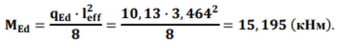 M_Ed = q_Ed · l²_eff / 8 = 10,13 · 3,464² / 8 = 15,195 (кНм).